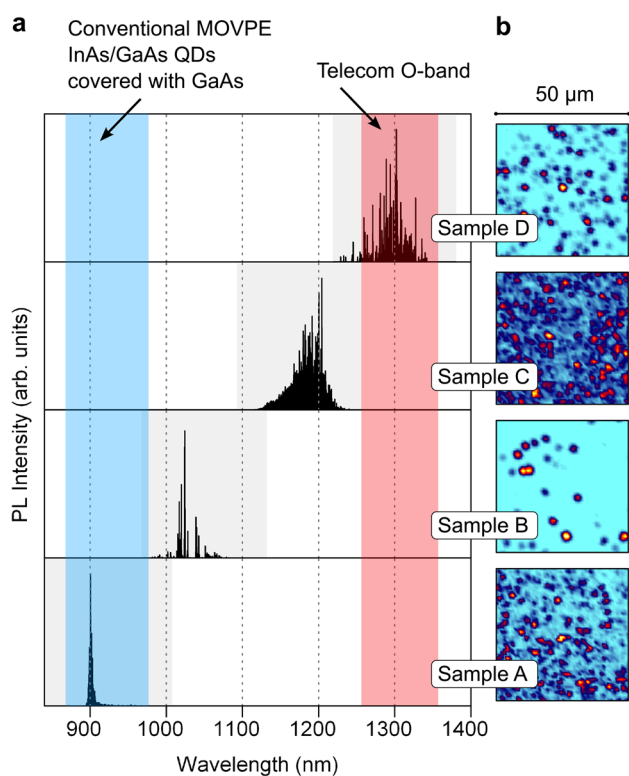 a
Conventional MOVPE
InAs/GaAs QDs
covered with GaAs
Telecom O-band
b
50 µm
Sample D
Sample C
Sample B
Sample A
PL Intensity (arb. units)
900
1000
1100
1200
1300
1400
Wavelength (nm)